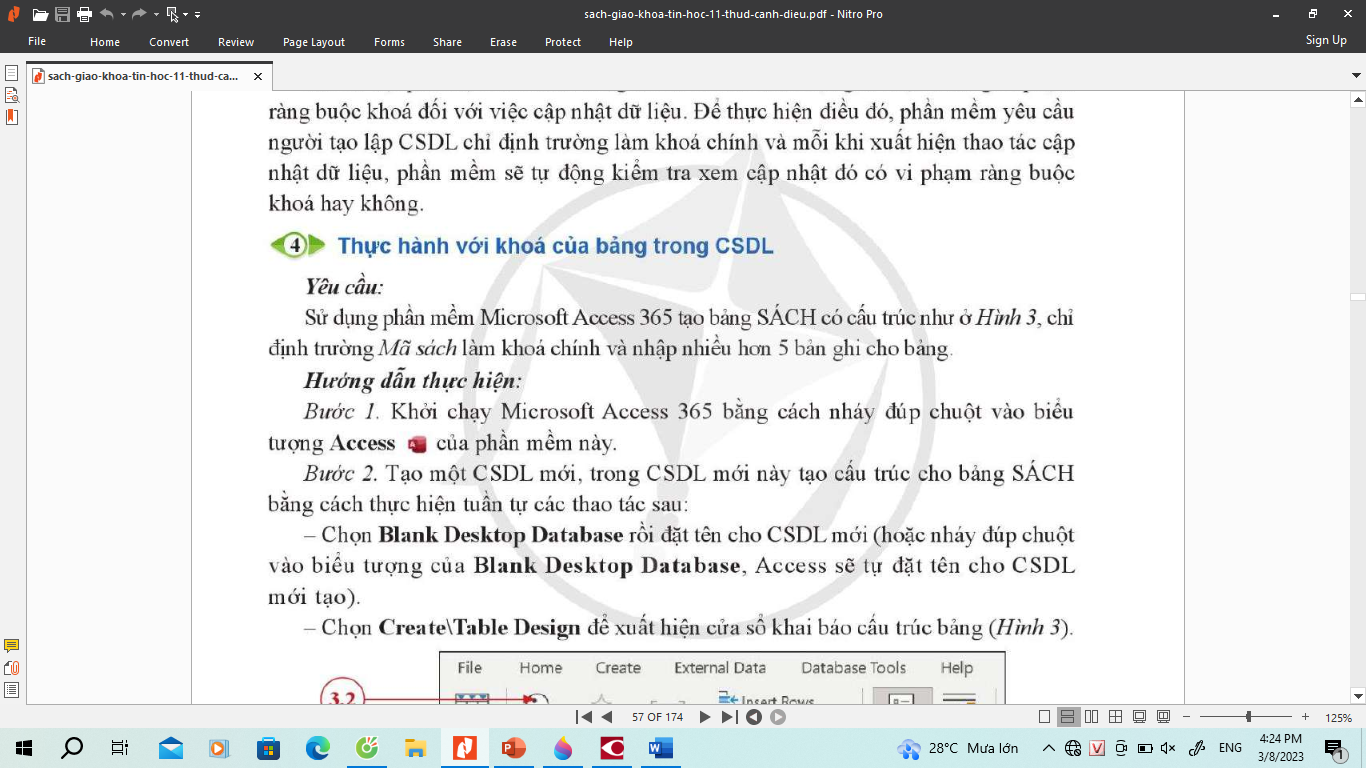 sach-giao-khoa-tin-hoc-11-thud-canh-dieu.pdf - Nitro Pro
File Home Convert Review Page Layout Forms Share Erase Protect Help Sign Up
sach-giao-khoa-tin-hoc-11-thud-ca...
ràng buộc khoá đối với việc cập nhật dữ liệu. Để thực hiện điều đó, phần mềm yêu cầu
người tạo lập CSDL chỉ định trường làm khoá chính và mỗi khi xuất hiện thao tác cập
nhật dữ liệu, phần mềm sẽ tự động kiểm tra xem cập nhật đó có vi phạm ràng buộc
khoá hay không.
4 Thực hành với khoá của bảng trong CSDL
Yêu cầu:
Sử dụng phần mềm Microsoft Access 365 tạo bảng SÁCH có cấu trúc như ở Hình 3, chỉ
định trường Mã sách làm khoá chính và nhập nhiều hơn 5 bản ghi cho bảng.
Hướng dẫn thực hiện:
Bước 1. Khởi chạy Microsoft Access 365 bằng cách nháy đúp chuột vào biểu
tượng Access của phần mềm này.
Bước 2. Tạo một CSDL mới, trong CSDL mới này tạo cấu trúc cho bảng SÁCH
bằng cách thực hiện tuần tự các thao tác sau:
– Chọn Blank Desktop Database rồi đặt tên cho CSDL mới (hoặc nháy đúp chuột
vào biểu tượng của Blank Desktop Database, Access sẽ tự đặt tên cho CSDL
mới tạo).
– Chọn Create\Table Design để xuất hiện cửa sổ khai báo cấu trúc bảng (Hình 3).
File Home Create External Data Database Tools Help
3.2 Insert Rows
57 OF 174 125%
28°C Mưa lớn ENG 4:24 PM
3/8/2023 1